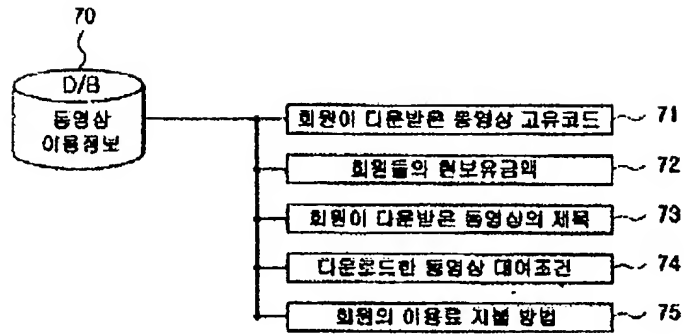 70
D/B
동영상
이용정보
회원이 다운받은 동영상 고유코드
71
회원들의 현보유금액
72
회원이 다운받은 동영상의 제목
73
다운로드한 동영상 대여조건
74
회원의 이용료 지불 방법
75